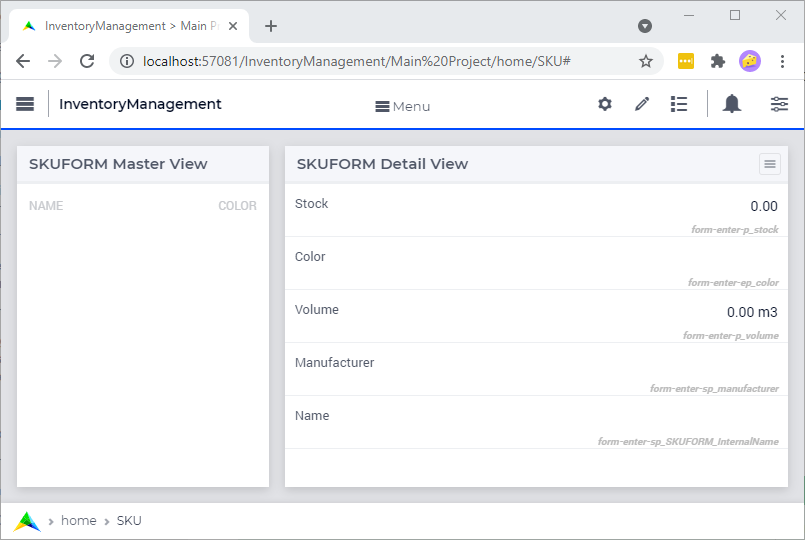 InventoryManagement > Main P
localhost:57081/InventoryManagement/Main%20Project/home/SKU#
InventoryManagement
Menu
SKUFORM Master View
NAME COLOR
SKUFORM Detail View
Stock 0.00
form-enter-p_stock
Color
form-enter-ep_color
Volume 0.00 m3
form-enter-p_volume
Manufacturer
form-enter-sp_manufacturer
Name
form-enter-sp_SKUFORM_InternalName
home > SKU